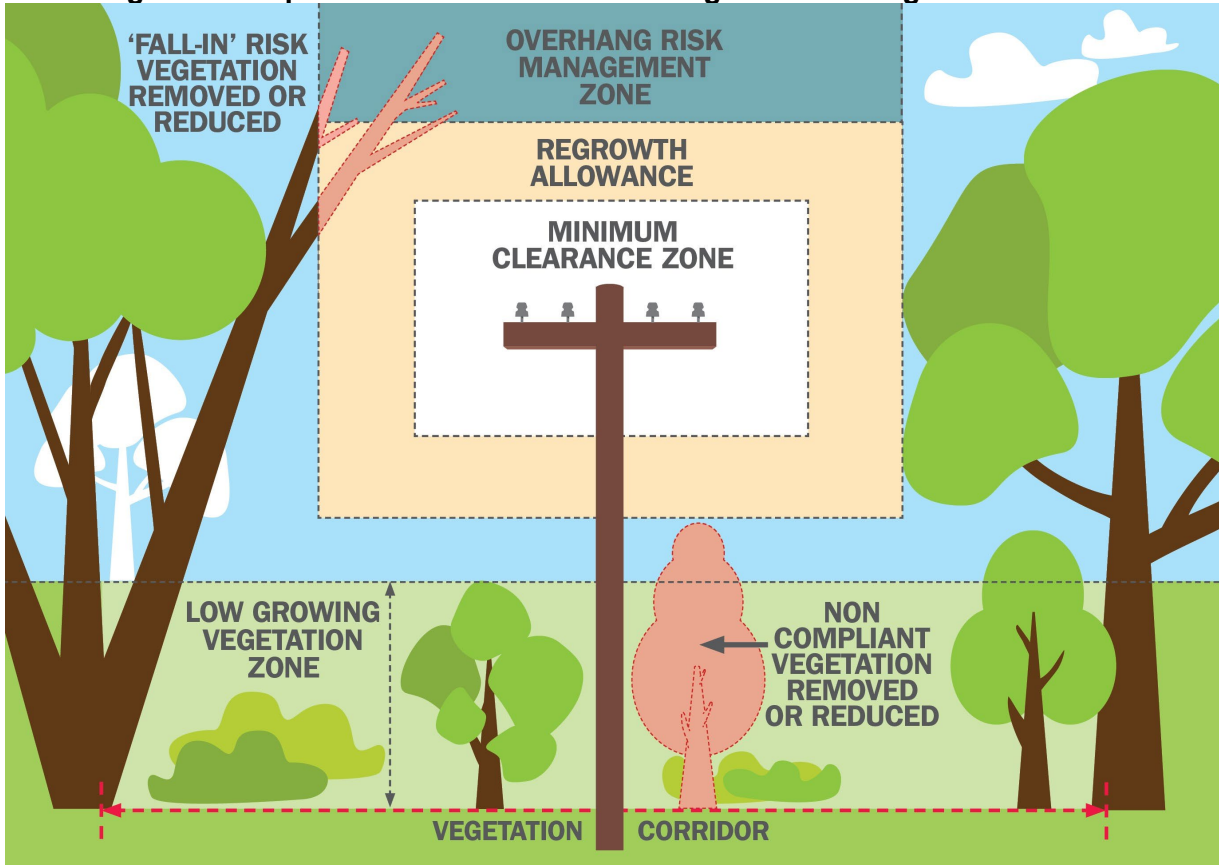 ‘FALL-IN’ RISK
VEGETATION
REMOVED OR
REDUCED
OVERHANG RISK
MANAGEMENT
ZONE
REGROWTH
ALLOWANCE
MINIMUM
CLEARANCE ZONE
LOW GROWING
VEGETATION
ZONE
NON
COMPLIANT
VEGETATION
REMOVED
OR REDUCED
VEGETATION CORRIDOR